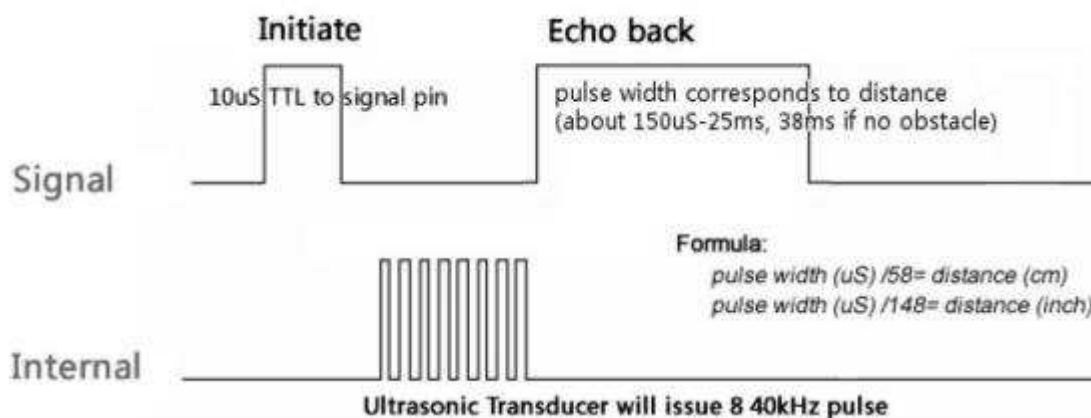 Initiate
Echo back
10uS TTL to signal pin
pulse width corresponds to distance
(about 150uS-25ms, 38ms if no obstacle)
Signal
Formula:
pulse width (uS) /58= distance (cm)
pulse width (uS) /148= distance (inch)
Internal
Ultrasonic Transducer will issue 8 40kHz pulse